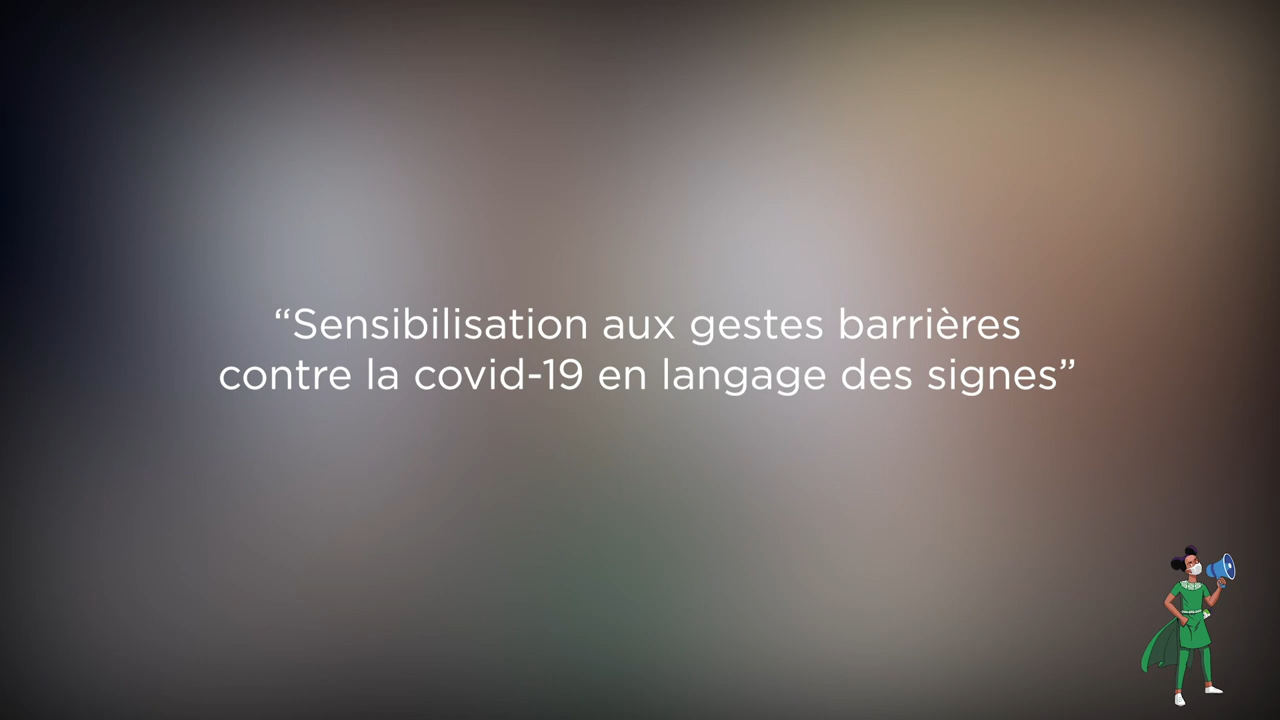 “Sensibilisation aux gestes barrières
contre la covid-19 en langage des signes”